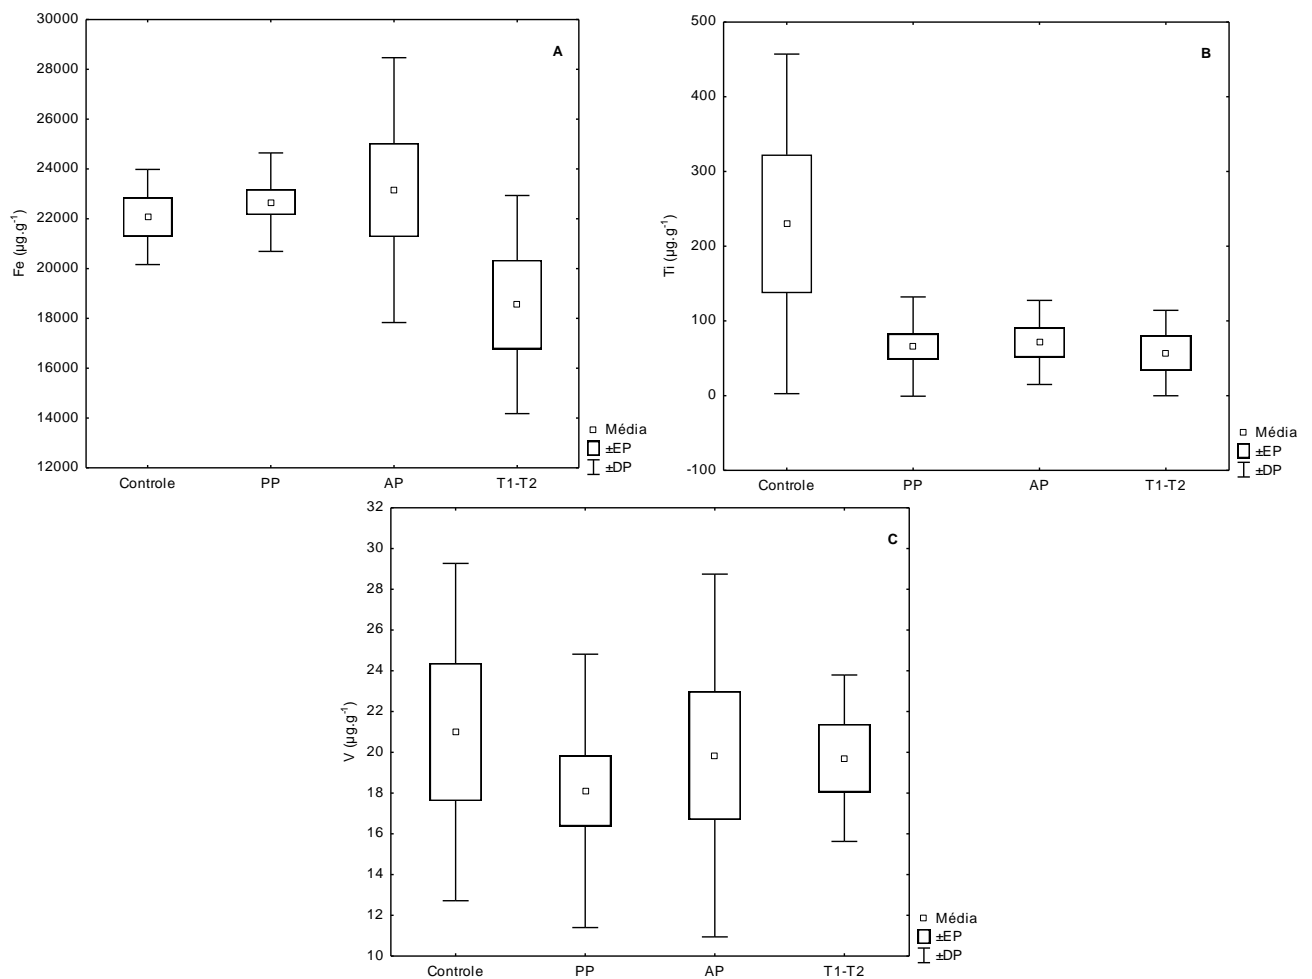 30000
28000
26000
24000
22000
20000
18000
16000
14000
12000
Fe (µg.g-1)
A
Controle PP AP T1-T2
Média
±EP
±DP
500
400
300
200
100
0
-100
Ti (µg.g-1)
B
Controle PP AP T1-T2
Média
±EP
±DP
32
30
28
26
24
22
20
18
16
14
12
10
V (µg.g-1)
C
Controle PP AP T1-T2
Média
±EP
±DP